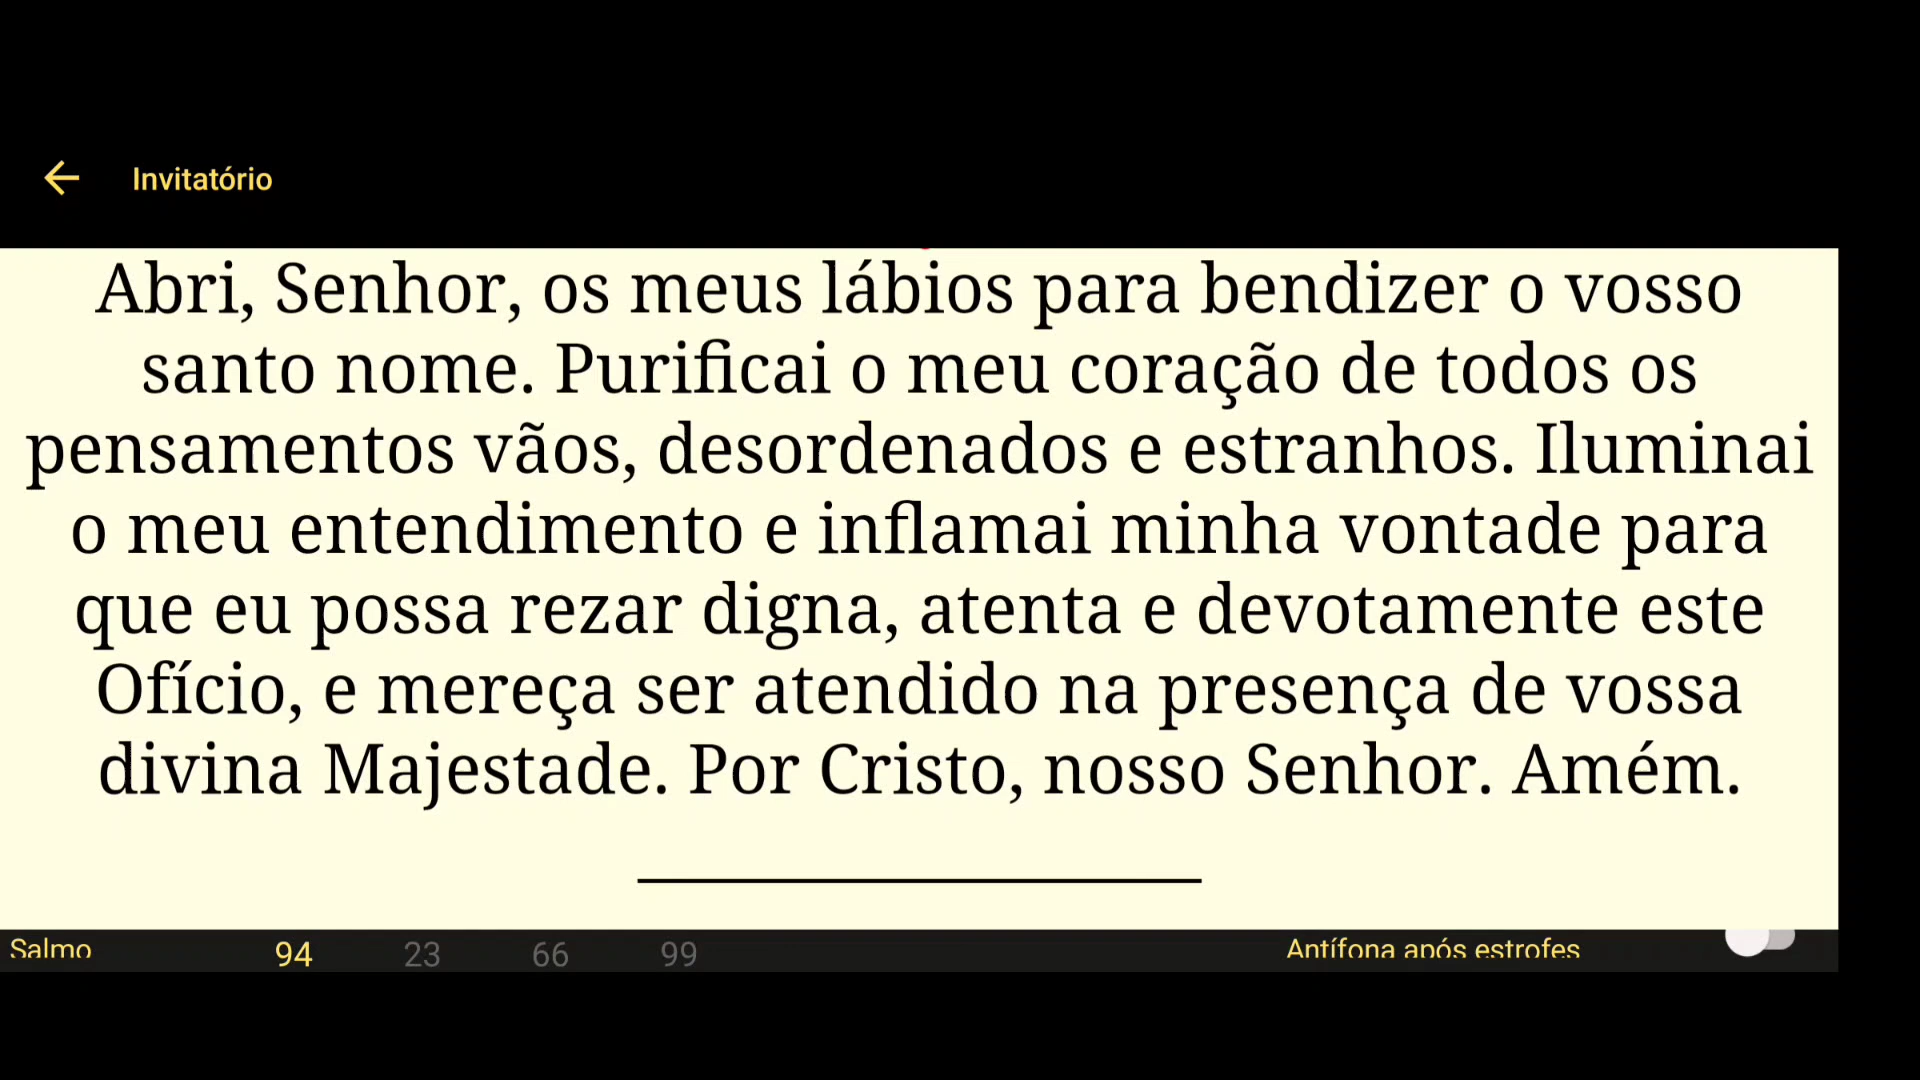 Invitatório
Abri, Senhor, os meus lábios para bendizer o vosso
santo nome. Purificai o meu coração de todos os
pensamentos vãos, desordenados e estranhos. Iluminai
o meu entendimento e inflamai minha vontade para
que eu possa rezar digna, atenta e devotamente este
Ofício, e mereça ser atendido na presença de vossa
divina Majestade. Por Cristo, nosso Senhor. Amém.
Salmo 94 23 66 99 Antífona após estrofes